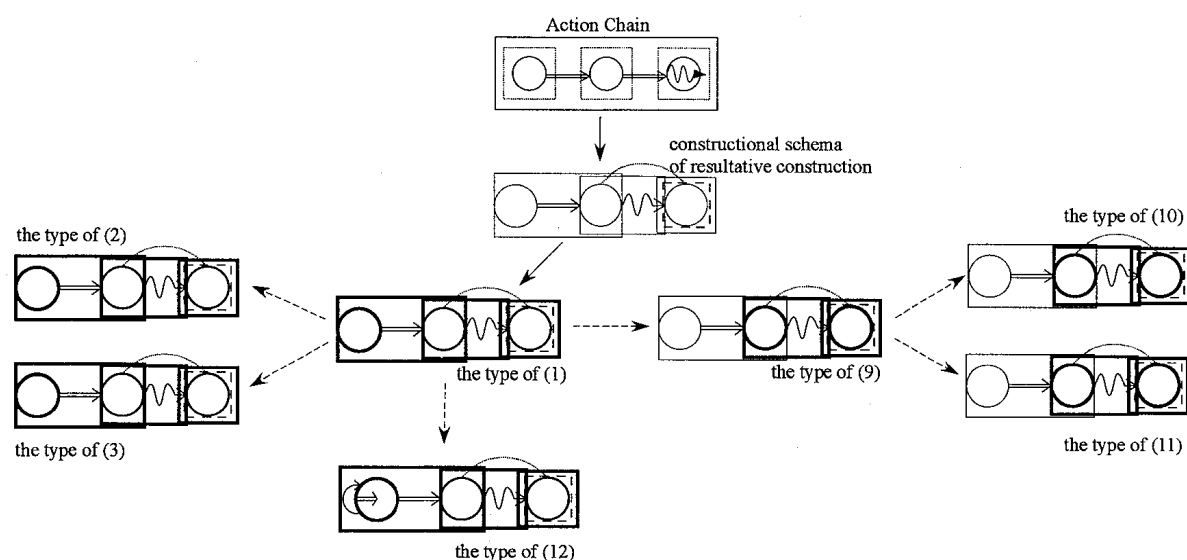 Action Chain
constructional schema
of resultative construction
the type of (2)
the type of (10)
the type of (1)
the type of (9)
the type of (3)
the type of (11)
the type of (12)